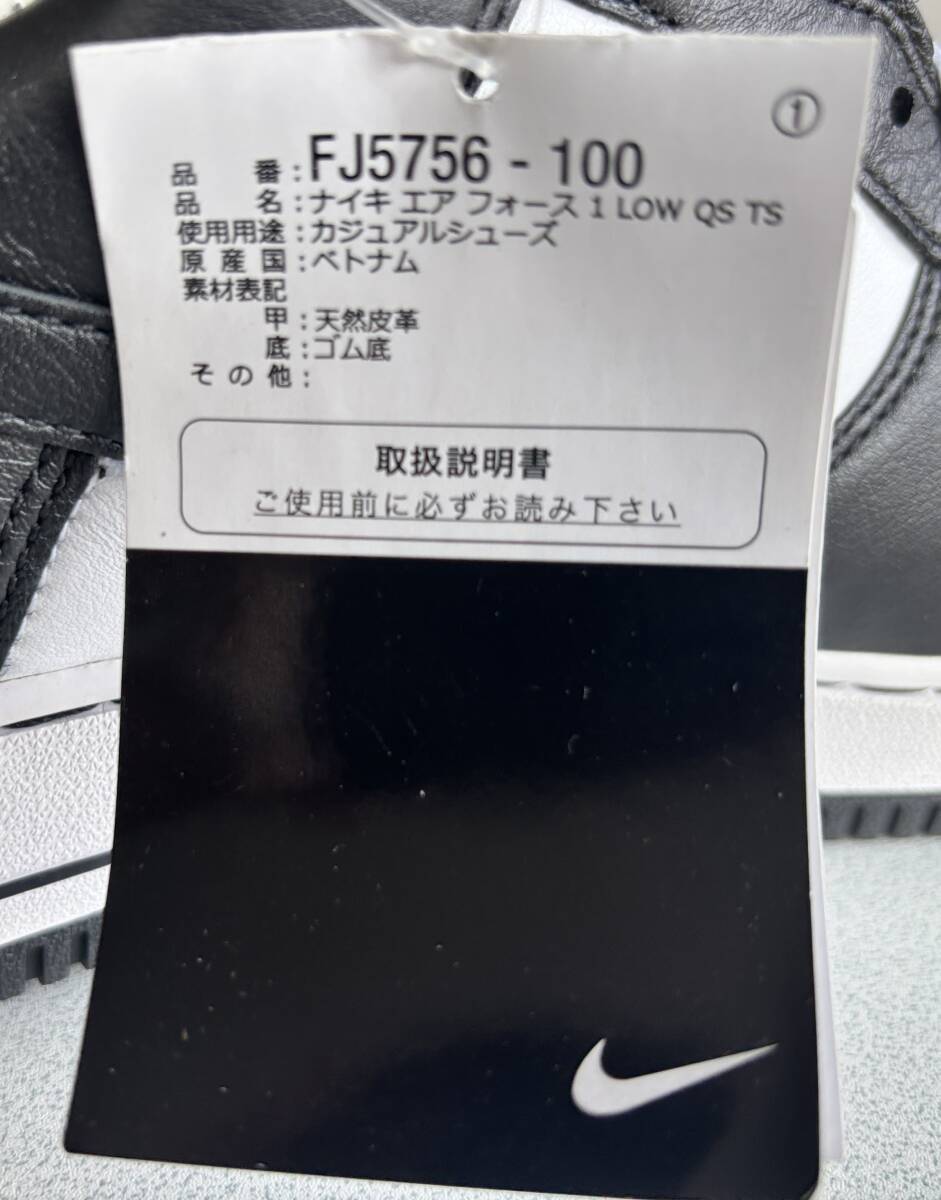 ①
品 番：FJ5756 - 100
品 名：ナイキ エア フォース 1 LOW QS TS
使用用途：カジュアルシューズ
原 産 国：ベトナム
素材表記
甲：天然皮革
底：ゴム底
そ の 他：
取扱説明書
ご使用前に必ずお読み下さい